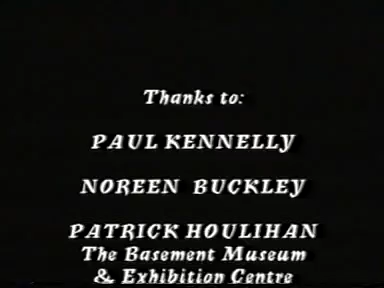 Thanks to:
PAUL KENNELLY
NOREEN BUCKLEY
PATRICK HOULIHAN
The Basement Museum
& Exhibition Centre